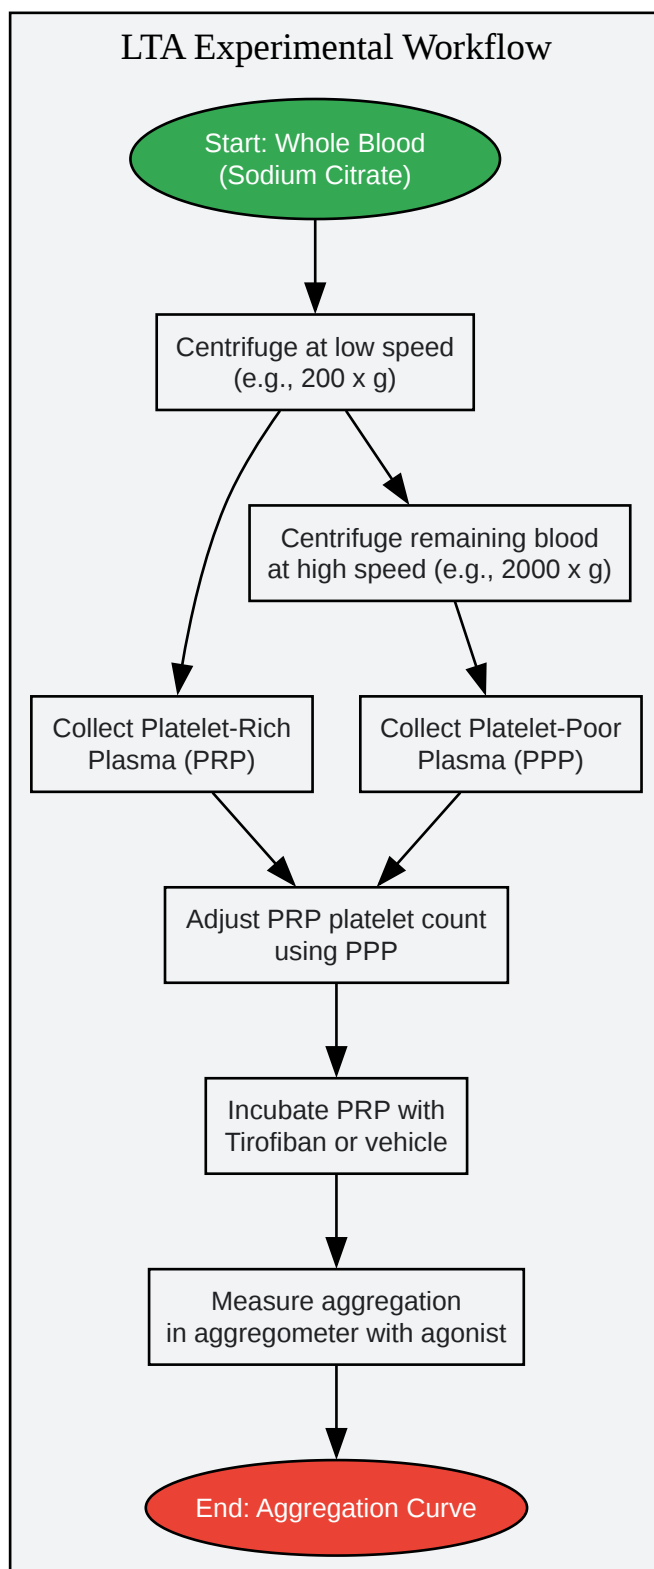 LTA Experimental Workflow
Start: Whole Blood
(Sodium Citrate)
Centrifuge at low speed
(e.g., 200 x g)
Centrifuge remaining blood
at high speed (e.g., 2000 x g)
Collect Platelet-Rich
Plasma (PRP)
Collect Platelet-Poor
Plasma (PPP)
Adjust PRP platelet count
using PPP
Incubate PRP with
Tirofiban or vehicle
Measure aggregation
in aggregometer with agonist
End: Aggregation Curve